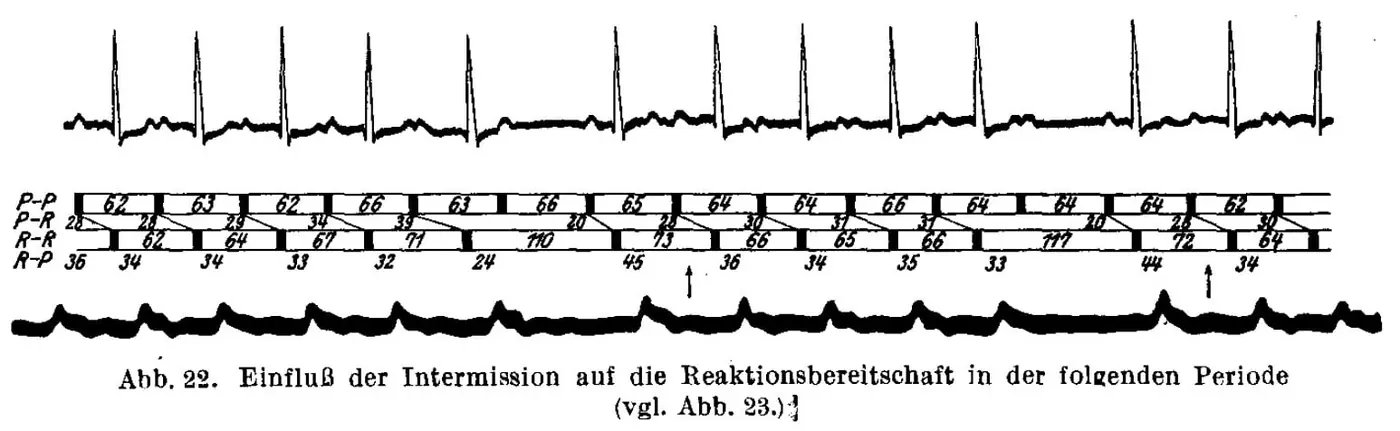 P-P 62 63 62 66 63 66 65 64 64 66 64 64 64 62
P-R 28 28 29 34 39 20 28 30 37 37 20 28 30
R-R 62 64 67 71 110 73 66 65 66 117 72 64
R-P 36 34 34 33 32 24 45 36 34 35 33 44 34
Abb. 22. Einfluß der Intermission auf die Reaktionsbereitschaft in der folgenden Periode
(vgl. Abb. 23.)